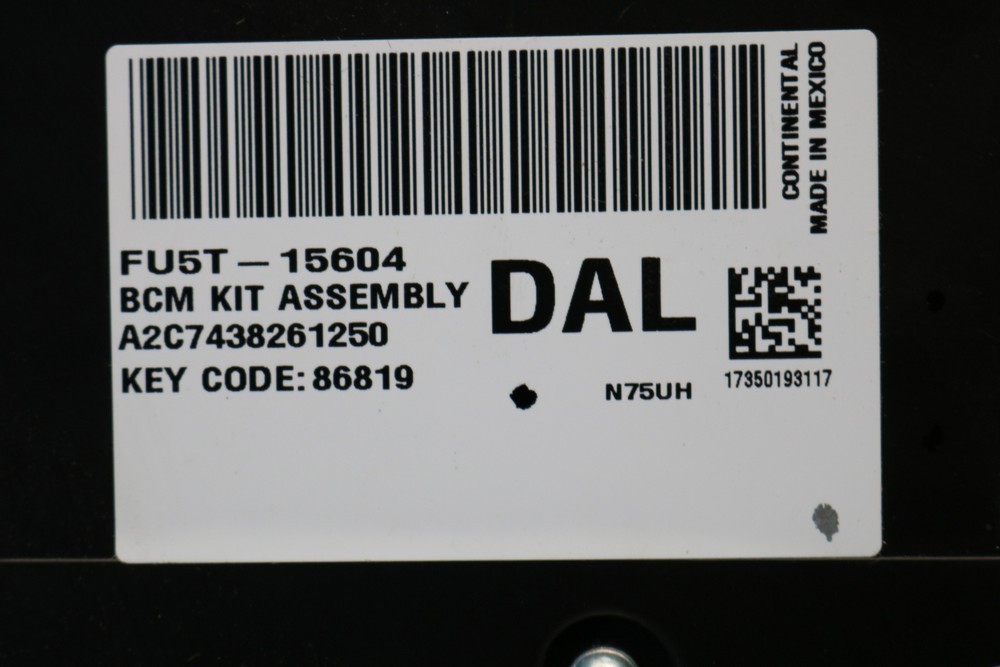 CONTINENTAL
MADE IN MEXICO
FU5T — 15604
BCM KIT ASSEMBLY
A2C7438261250
KEY CODE: 86819
DAL
N75UH
17350193117